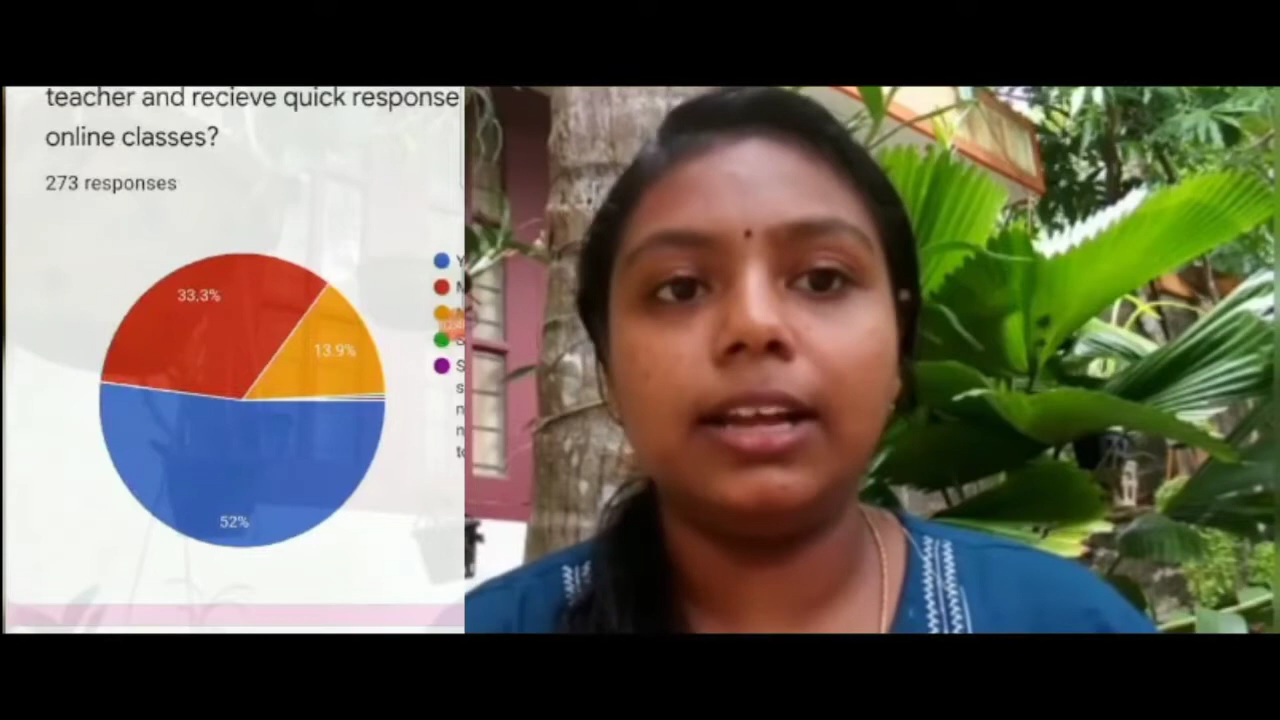 teacher and recieve quick response
online classes?
273 responses
33.3%
13.9%
52%